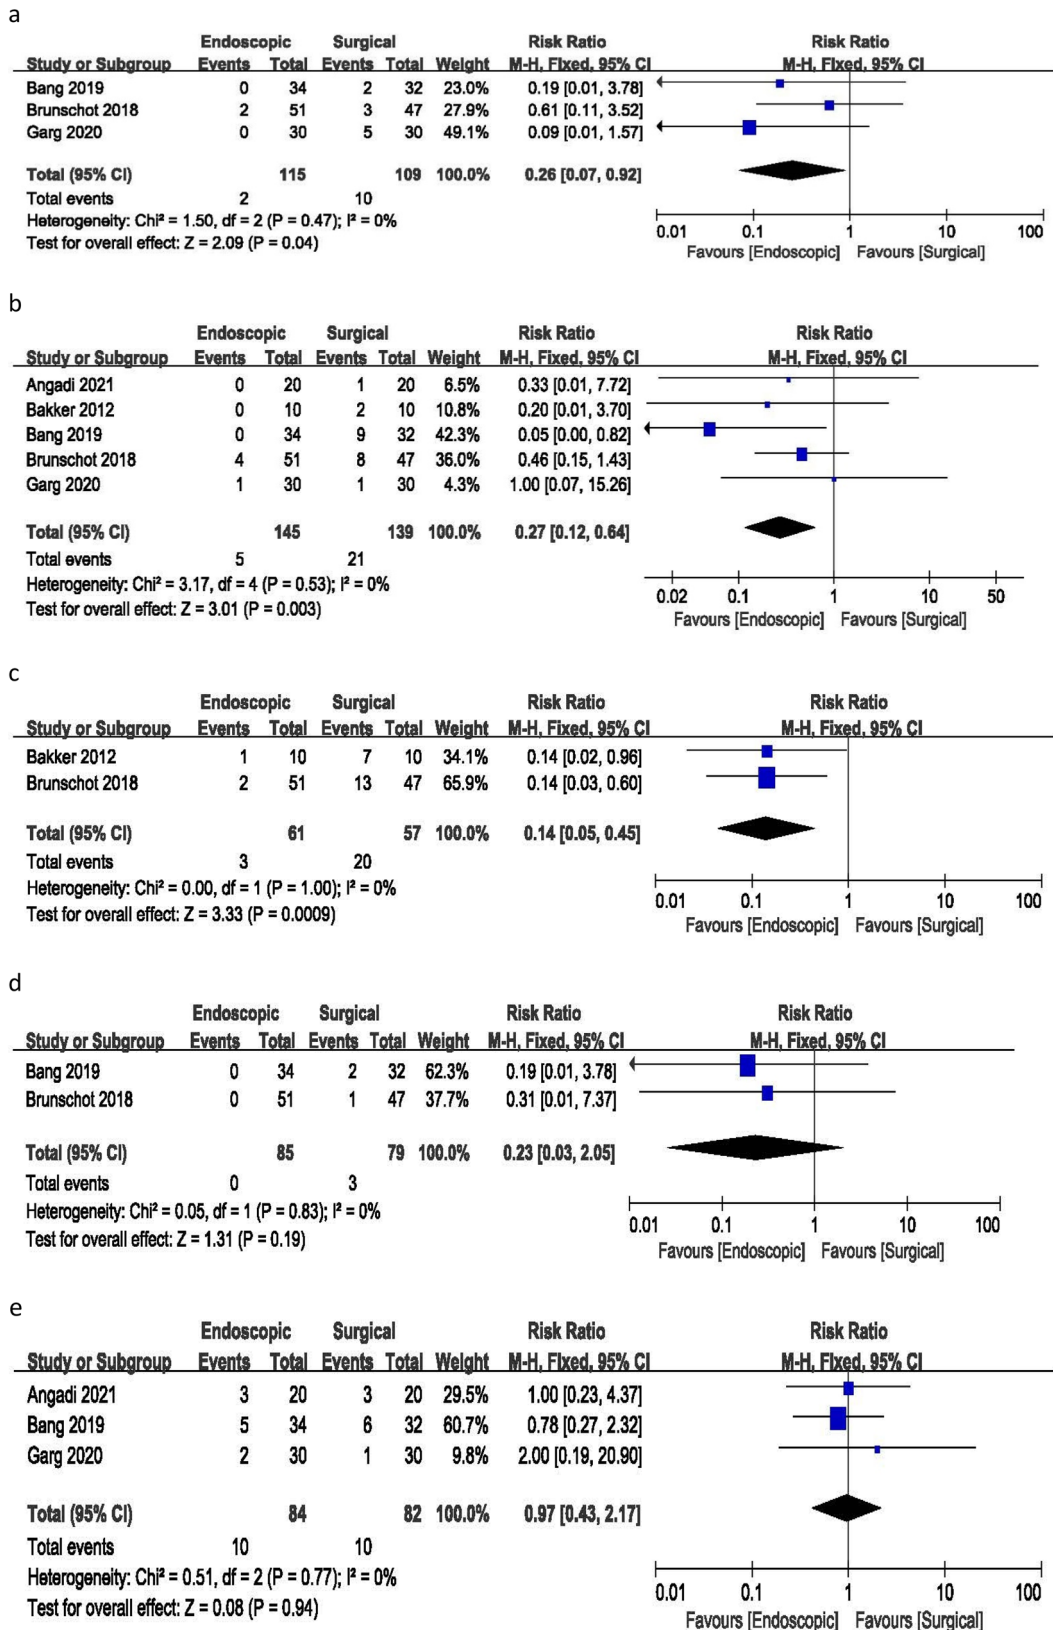 a
Endoscopic Surgical Risk Ratio Risk Ratio
Study or Subgroup Events Total Events Total Weight M-H, Fixed, 95% CI M-H, Fixed, 95% CI
Bang 2019 0 34 2 32 23.0% 0.19 [0.01, 3.78]
Brunschot 2018 2 51 3 47 27.9% 0.61 [0.11, 3.52]
Garg 2020 0 30 5 30 49.1% 0.09 [0.01, 1.57]
Total (95% CI) 115 109 100.0% 0.26 [0.07, 0.92]
Total events 2 10
Heterogeneity: Chi² = 1.50, df = 2 (P = 0.47); I² = 0%
Test for overall effect: Z = 2.09 (P = 0.04)
0.01 0.1 1 10 100
Favours [Endoscopic] Favours [Surgical]
b
Endoscopic Surgical Risk Ratio Risk Ratio
Study or Subgroup Events Total Events Total Weight M-H, Fixed, 95% CI M-H, Fixed, 95% CI
Angadi 2021 0 20 1 20 6.5% 0.33 [0.01, 7.72]
Bakker 2012 0 10 2 10 10.8% 0.20 [0.01, 3.70]
Bang 2019 0 34 9 32 42.3% 0.05 [0.00, 0.82]
Brunschot 2018 4 51 8 47 36.0% 0.46 [0.15, 1.43]
Garg 2020 1 30 1 30 4.3% 1.00 [0.07, 15.26]
Total (95% CI) 145 139 100.0% 0.27 [0.12, 0.64]
Total events 5 21
Heterogeneity: Chi² = 3.17, df = 4 (P = 0.53); I² = 0%
Test for overall effect: Z = 3.01 (P = 0.003)
0.02 0.1 1 10 50
Favours [Endoscopic] Favours [Surgical]
c
Endoscopic Surgical Risk Ratio Risk Ratio
Study or Subgroup Events Total Events Total Weight M-H, Fixed, 95% CI M-H, Fixed, 95% CI
Bakker 2012 1 10 7 10 34.1% 0.14 [0.02, 0.96]
Brunschot 2018 2 51 13 47 65.9% 0.14 [0.03, 0.60]
Total (95% CI) 61 57 100.0% 0.14 [0.05, 0.45]
Total events 3 20
Heterogeneity: Chi² = 0.00, df = 1 (P = 1.00); I² = 0%
Test for overall effect: Z = 3.33 (P = 0.0009)
0.01 0.1 1 10 100
Favours [Endoscopic] Favours [Surgical]
d
Endoscopic Surgical Risk Ratio Risk Ratio
Study or Subgroup Events Total Events Total Weight M-H, Fixed, 95% CI M-H, Fixed, 95% CI
Bang 2019 0 34 2 32 62.3% 0.19 [0.01, 3.78]
Brunschot 2018 0 51 1 47 37.7% 0.31 [0.01, 7.37]
Total (95% CI) 85 79 100.0% 0.23 [0.03, 2.05]
Total events 0 3
Heterogeneity: Chi² = 0.05, df = 1 (P = 0.83); I² = 0%
Test for overall effect: Z = 1.31 (P = 0.19)
0.01 0.1 1 10 100
Favours [Endoscopic] Favours [Surgical]
e
Endoscopic Surgical Risk Ratio Risk Ratio
Study or Subgroup Events Total Events Total Weight M-H, Fixed, 95% CI M-H, Fixed, 95% CI
Angadi 2021 3 20 3 20 29.5% 1.00 [0.23, 4.37]
Bang 2019 5 34 6 32 60.7% 0.78 [0.27, 2.32]
Garg 2020 2 30 1 30 9.8% 2.00 [0.19, 20.90]
Total (95% CI) 84 82 100.0% 0.97 [0.43, 2.17]
Total events 10 10
Heterogeneity: Chi² = 0.51, df = 2 (P = 0.77); I² = 0%
Test for overall effect: Z = 0.08 (P = 0.94)
0.01 0.1 1 10 100
Favours [Endoscopic] Favours [Surgical]